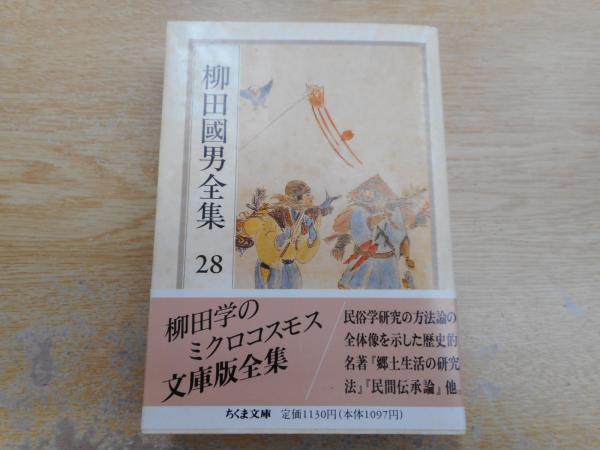 柳田國男全集
28
柳田学の
ミクロコスモス
文庫版全集
民俗学研究の方法論の
全体像を示した歴史的
名著『郷土生活の研究
法』『民間伝承論』他。
ちくま文庫 定価1130円(本体1097円)